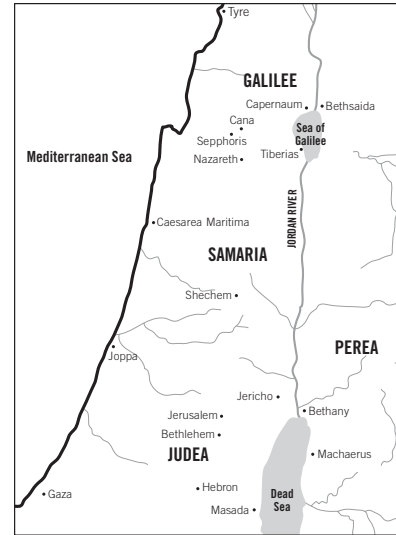 Tyre
GALILEE
Capernaum
Bethsaida
Cana
Sea of
Galilee
Sepphoris
Tiberias
Nazareth
Mediterranean Sea
JORDAN RIVER
Caesarea Maritima
SAMARIA
Shechem
PEREA
Joppa
Jericho
Bethany
Jerusalem
Bethlehem
JUDEA
Machaerus
Hebron
Gaza
Dead
Sea
Masada